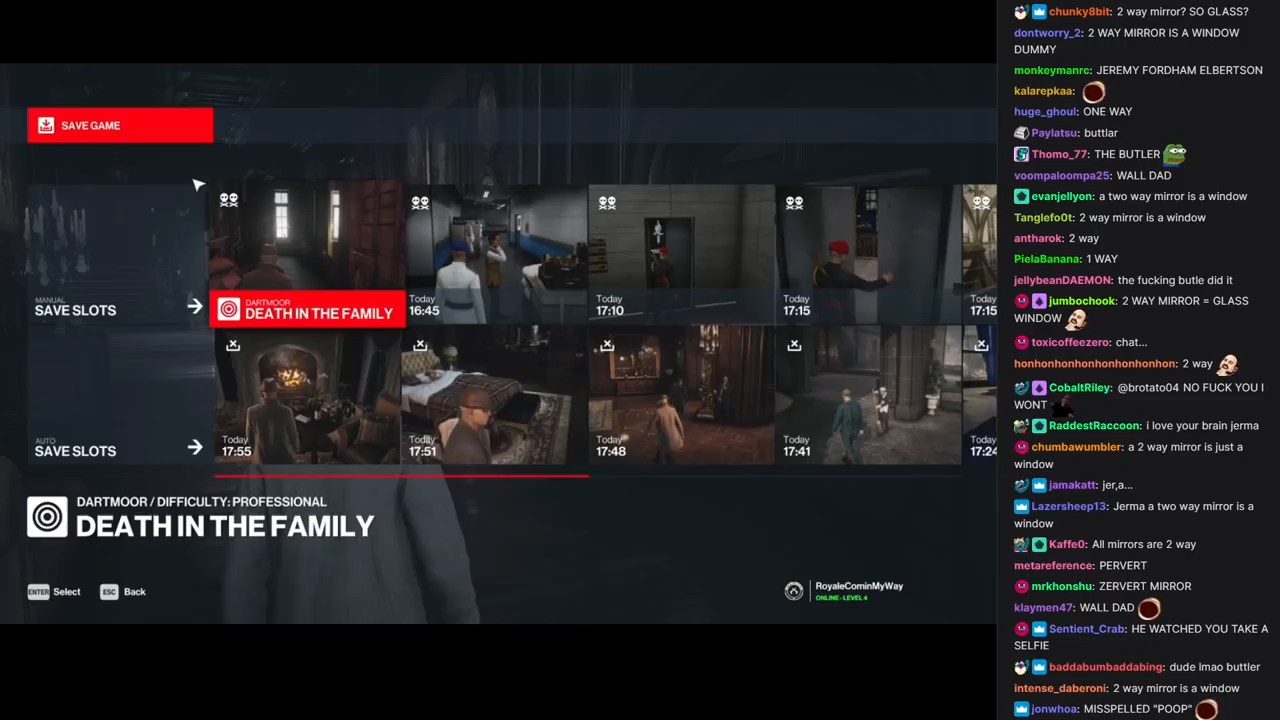 SAVE GAME
MANUAL
SAVE SLOTS
DARTMOOR
DEATH IN THE FAMILY
Today
16:45
Today
17:10
Today
17:15
Today
17:15
AUTO
SAVE SLOTS
Today
17:55
Today
17:51
Today
17:48
Today
17:41
Today
17:24
DARTMOOR / DIFFICULTY: PROFESSIONAL
DEATH IN THE FAMILY
ENTER Select
ESC Back
RoyaleCominMyWay
ONLINE - LEVEL 4
chunky8bit: 2 way mirror? SO GLASS?
dontworry_2: 2 WAY MIRROR IS A WINDOW
DUMMY
monkeymanrc: JEREMY FORDHAM ELBERTSON
kalarepkaa:
huge_ghoul: ONE WAY
Paylatsu: buttlar
Thomo_77: THE BUTLER
voompaloompa25: WALL DAD
evanjellyon: a two way mirror is a window
Tanglefo0t: 2 way mirror is a window
antharok: 2 way
PielaBanana: 1 WAY
jellybeanDAEMON: the fucking butle did it
jumbochook: 2 WAY MIRROR = GLASS
WINDOW
toxicoffeezero: chat...
honhonhonhonhonhonhonhon: 2 way
CobaltRiley: @brotato04 NO FUCK YOU I
WONT
RaddestRaccoon: i love your brain jerma
chumbawumbler: a 2 way mirror is just a
window
jamakatt: jer,a...
Lazersheep13: Jerma a two way mirror is a
window
Kaffe0: All mirrors are 2 way
metareference: PERVERT
mrkhonshu: ZERVERT MIRROR
klaymen47: WALL DAD
Sentient_Crab: HE WATCHED YOU TAKE A
SELFIE
baddabumbaddabing: dude lmao buttler
intense_daberoni: 2 way mirror is a window
jonwhoa: MISSPELLED "POOP"